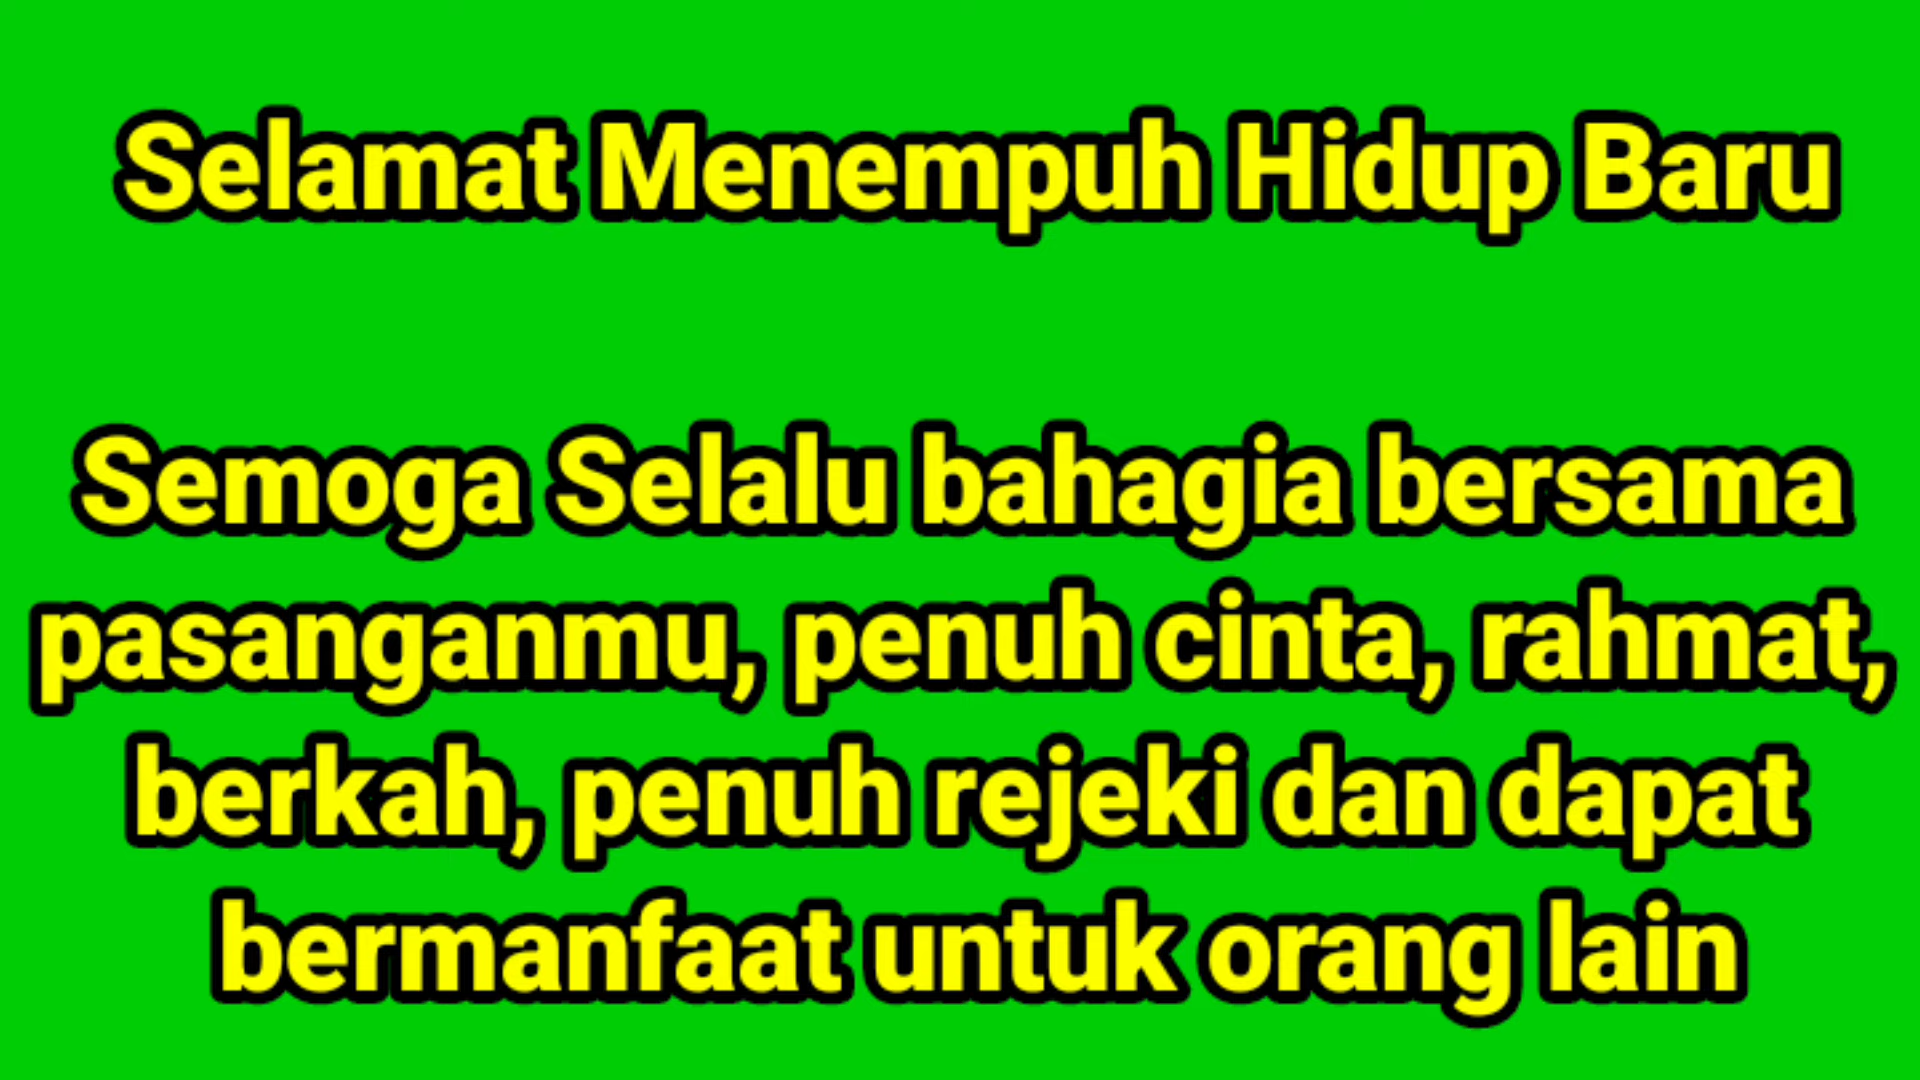 Selamat Menempuh Hidup Baru
Semoga Selalu bahagia bersama
pasanganmu, penuh cinta, rahmat,
berkah, penuh rejeki dan dapat
bermanfaat untuk orang lain